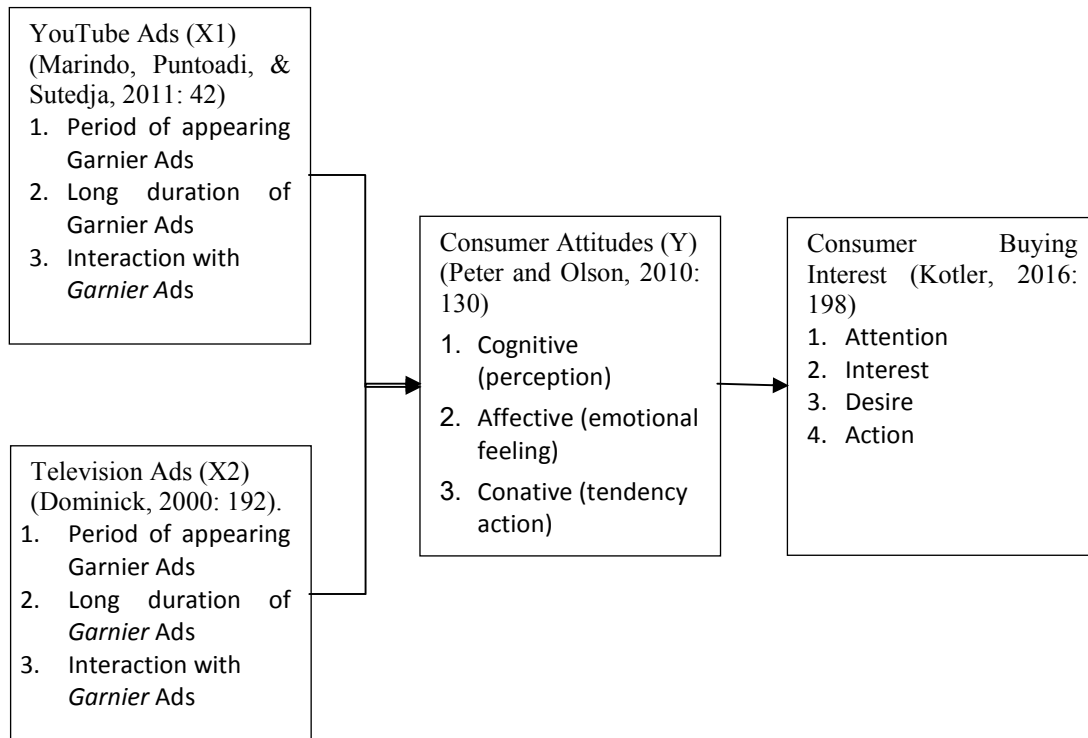 YouTube Ads (X1)
(Marindo, Puntoadi, &
Sutedja, 2011: 42)
1. Period of appearing
Garnier Ads
2. Long duration of
Garnier Ads
3. Interaction with
Garnier Ads
Television Ads (X2)
(Dominick, 2000: 192).
1. Period of appearing
Garnier Ads
2. Long duration of
Garnier Ads
3. Interaction with
Garnier Ads
Consumer Attitudes (Y)
(Peter and Olson, 2010:
130)
1. Cognitive
(perception)
2. Affective (emotional
feeling)
3. Conative (tendency
action)
Consumer Buying
Interest (Kotler, 2016:
198)
1. Attention
2. Interest
3. Desire
4. Action